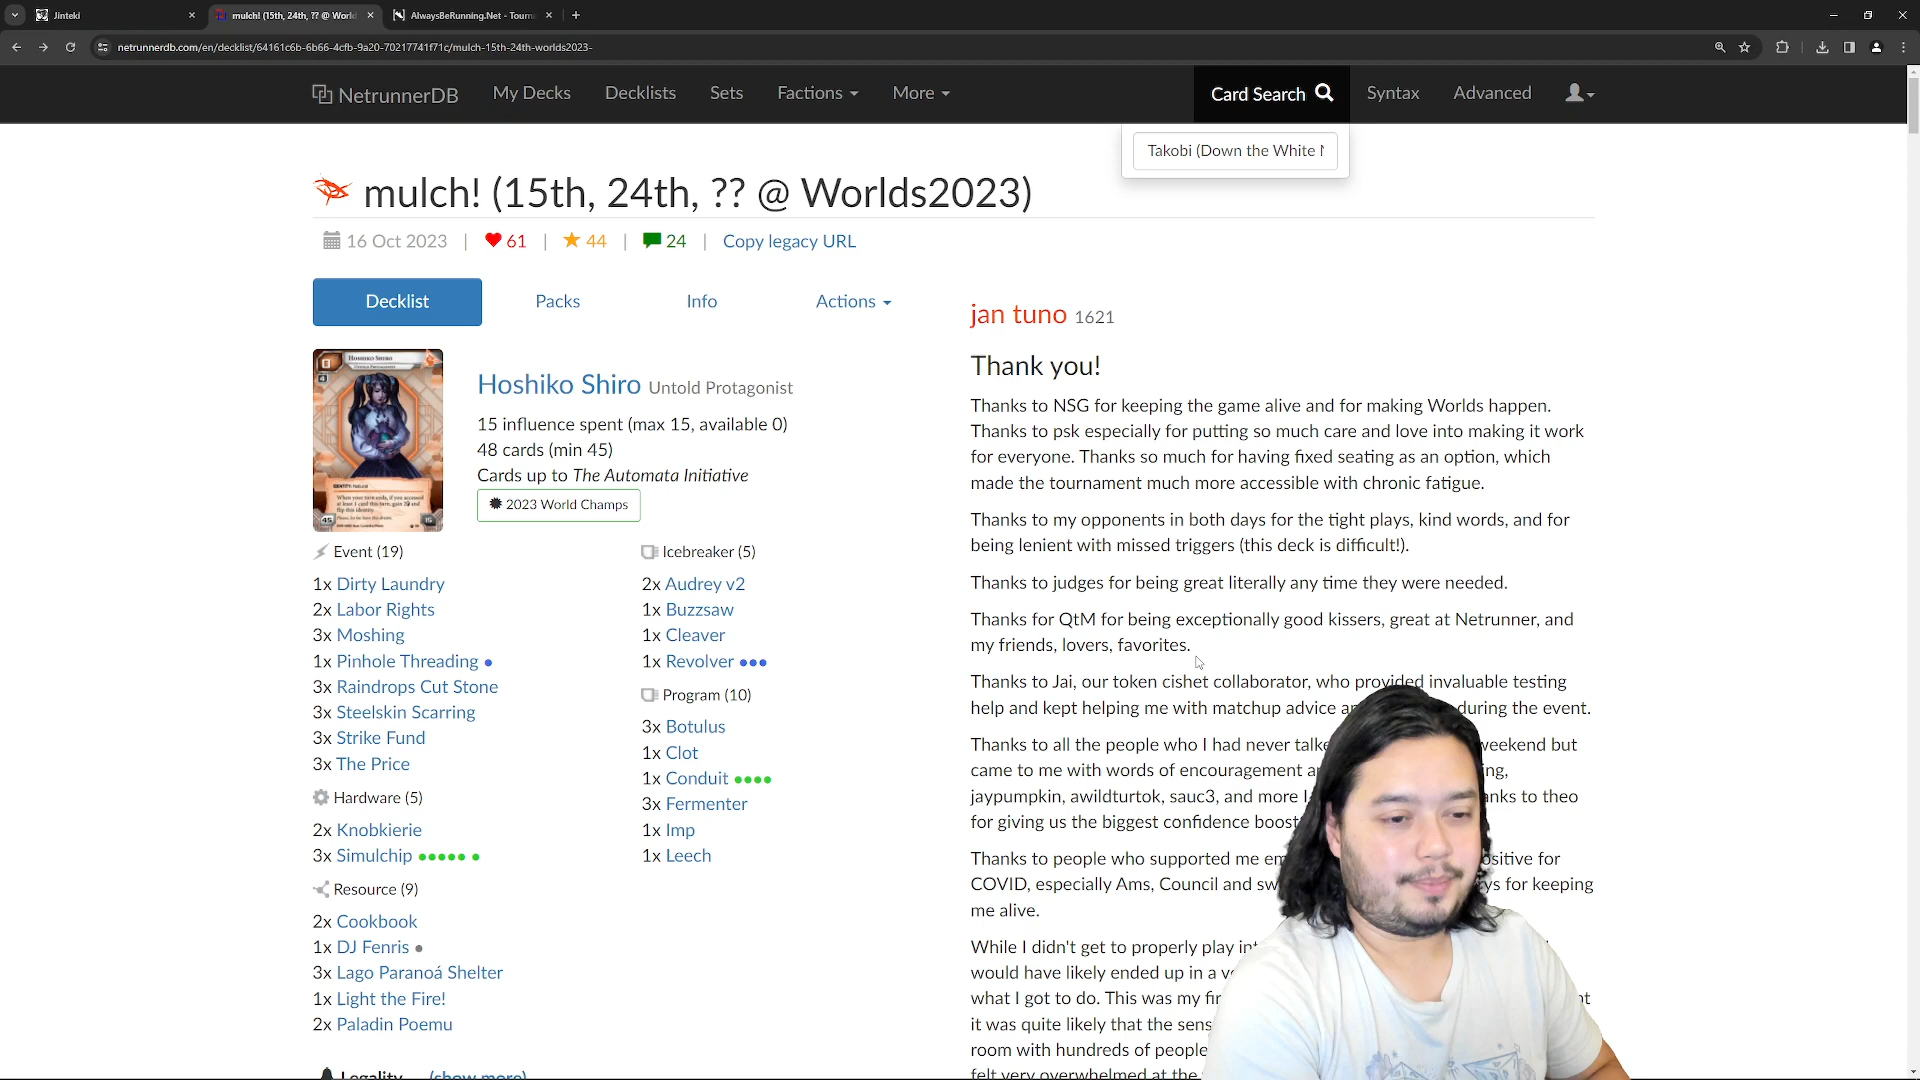 Jinteki
mulch! (15th, 24th, ?? @ World
AlwaysBeRunning.Net - Tourna
netrunnerdb.com/en/decklist/64161c6b-6b66-4cfb-9a20-70217741f71c/mulch-15th-24th-worlds2023-
NetrunnerDB
My Decks
Decklists
Sets
Factions
More
Card Search
Syntax
Advanced
Takobi (Down the White
mulch! (15th, 24th, ?? @ Worlds2023)
16 Oct 2023 | 61 | 44 | 24 | Copy legacy URL
Decklist
Packs
Info
Actions
Hoshiko Shiro
Hoshiko Shiro Untold Protagonist
15 influence spent (max 15, available 0)
48 cards (min 45)
Cards up to The Automata Initiative
2023 World Champs
Event (19)
1x Dirty Laundry
2x Labor Rights
3x Moshing
1x Pinhole Threading
3x Raindrops Cut Stone
3x Steelskin Scarring
3x Strike Fund
3x The Price
Hardware (5)
2x Knobkierie
3x Simulchip
Resource (9)
2x Cookbook
1x DJ Fenris
3x Lago Paranoá Shelter
1x Light the Fire!
2x Paladin Poemu
Legality (show more)
Icebreaker (5)
2x Audrey v2
1x Buzzsaw
1x Cleaver
1x Revolver
Program (10)
3x Botulus
1x Clot
1x Conduit
3x Fermenter
1x Imp
1x Leech
jan tuno 1621
Thank you!
Thanks to NSG for keeping the game alive and for making Worlds happen.
Thanks to psk especially for putting so much care and love into making it work
for everyone. Thanks so much for having fixed seating as an option, which
made the tournament much more accessible with chronic fatigue.
Thanks to my opponents in both days for the tight plays, kind words, and for
being lenient with missed triggers (this deck is difficult!).
Thanks to judges for being great literally any time they were needed.
Thanks for QtM for being exceptionally good kissers, great at Netrunner, and
my friends, lovers, favorites.
Thanks to Jai, our token cishet collaborator, who provided invaluable testing
help and kept helping me with matchup advice during the event.
Thanks to all the people who I had never weekend but
came to me with words of encouragement
jaypumpkin, awildturtok, sauc3, and more to theo
for giving us the biggest confidence
Thanks to people who supported me for
COVID, especially Ams, Council and for keeping
me alive.
While I didn't get to properly play
would have likely ended up in a
what I got to do. This was my
it was quite likely that the
room with hundreds of people
felt very overwhelmed at the